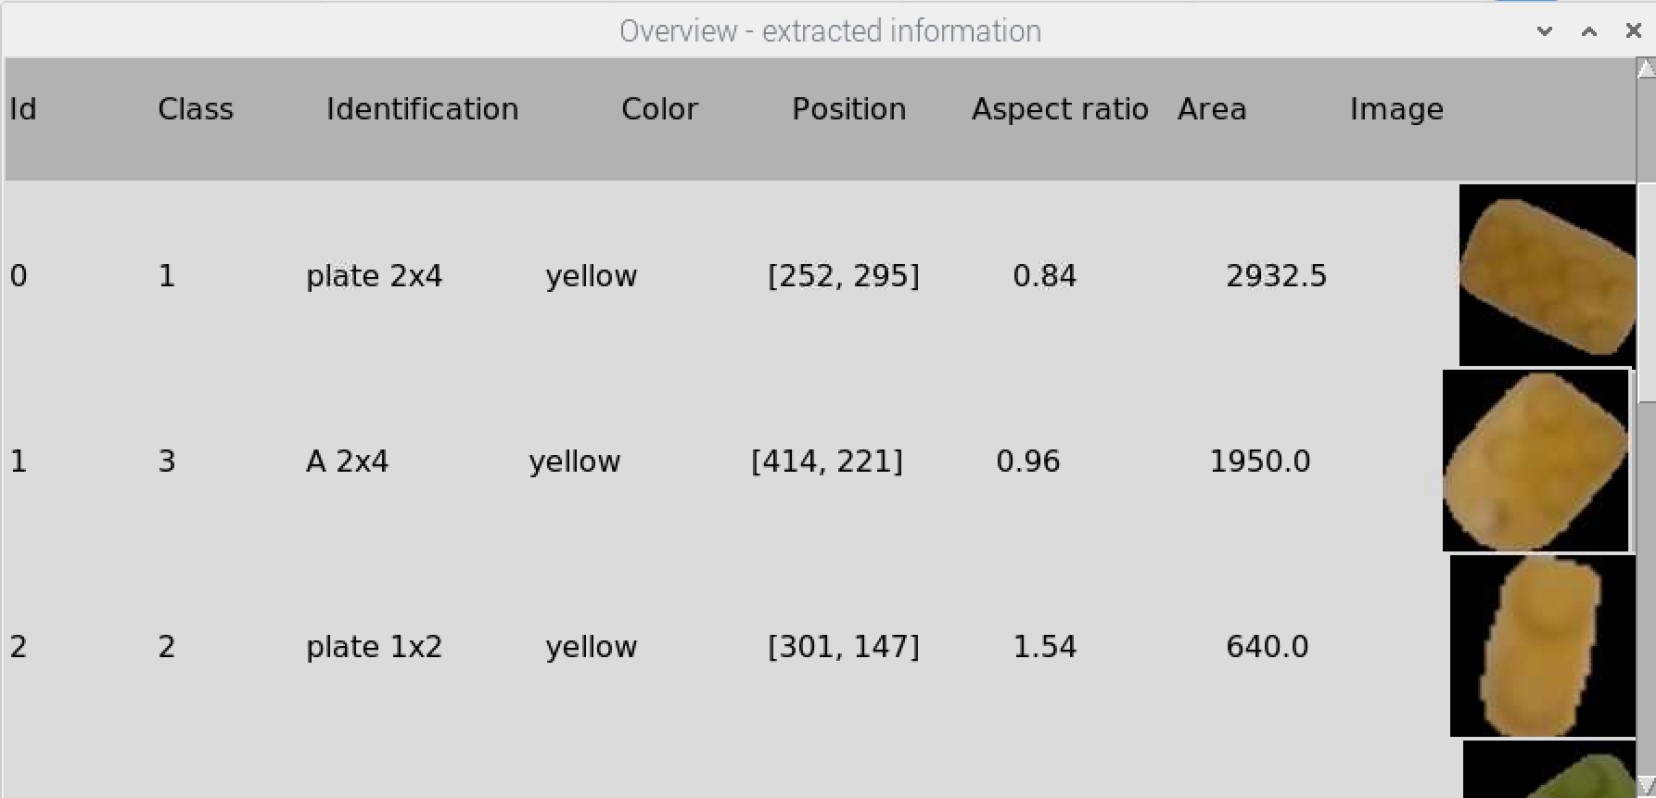 Overview - extracted information
Id Class Identification Color Position Aspect ratio Area Image
0 1 plate 2x4 yellow [252, 295] 0.84 2932.5
1 3 A 2x4 yellow [414, 221] 0.96 1950.0
2 2 plate 1x2 yellow [301, 147] 1.54 640.0